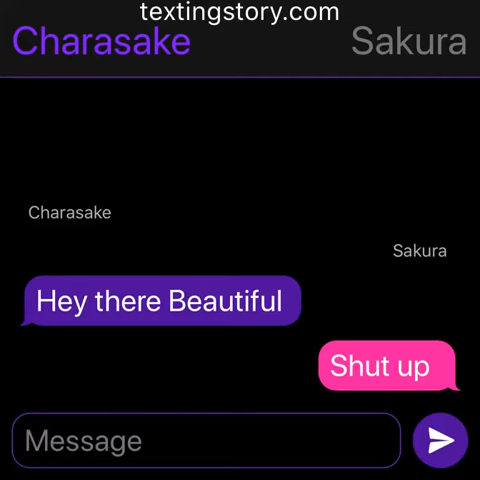 textingstory.com
Charasake Sakura
Charasake
Sakura
Hey there Beautiful
Shut up
Message